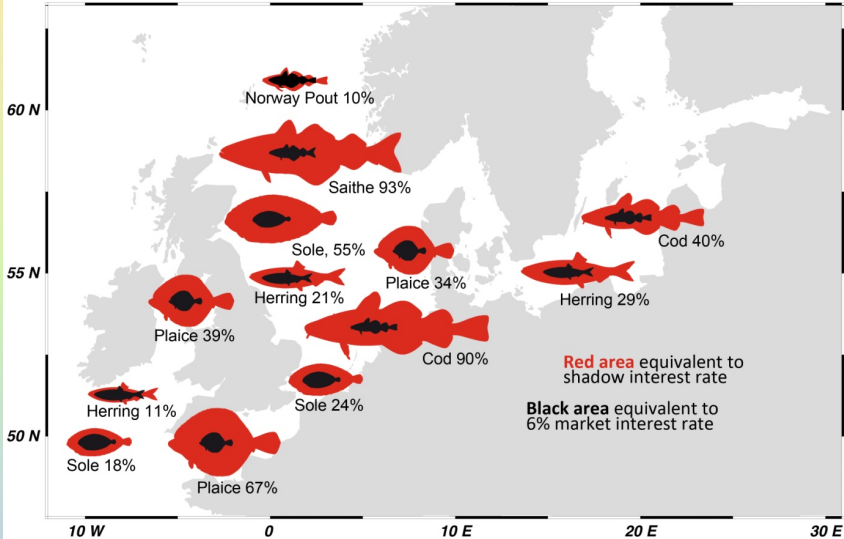 60 N
Norway Pout 10%
Saithe 93%
Sole, 55%
Cod 40%
55 N
Plaice 34%
Herring 21%
Herring 29%
Plaice 39%
Cod 90%
Red area equivalent to
shadow interest rate
Sole 24%
Herring 11%
Black area equivalent to
6% market interest rate
50 N
Sole 18%
Plaice 67%
10 W
0
10 E
20 E
30 E